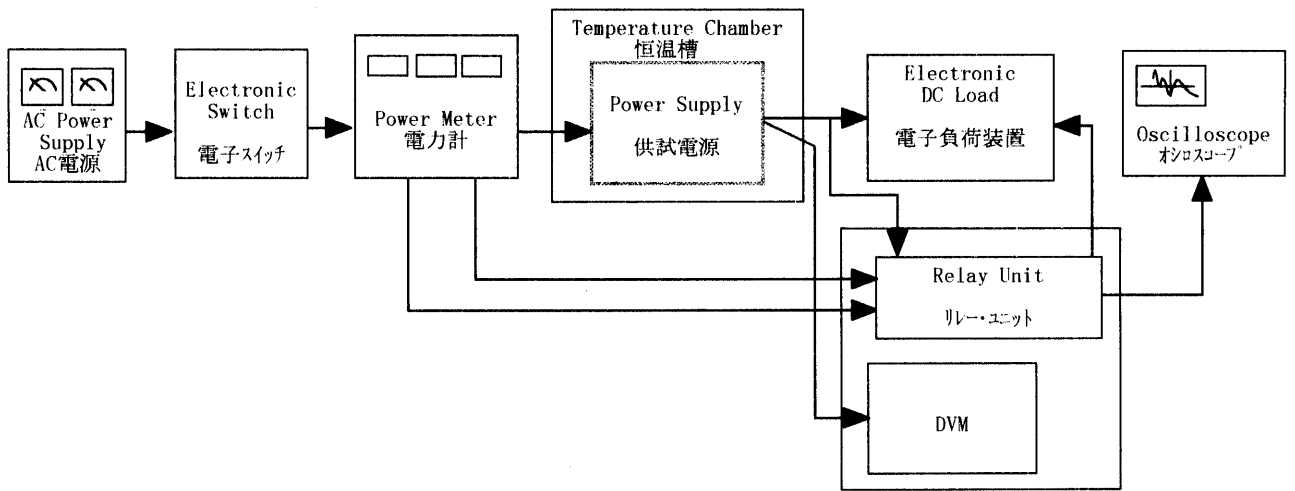 AC Power
Supply
AC電源
Electronic
Switch
電子スイッチ
Power Meter
電力計
Temperature Chamber
恒温槽
Power Supply
供試電源
Electronic
DC Load
電子負荷装置
Oscilloscope
オシロスコープ
Relay Unit
リレー・ユニット
DVM